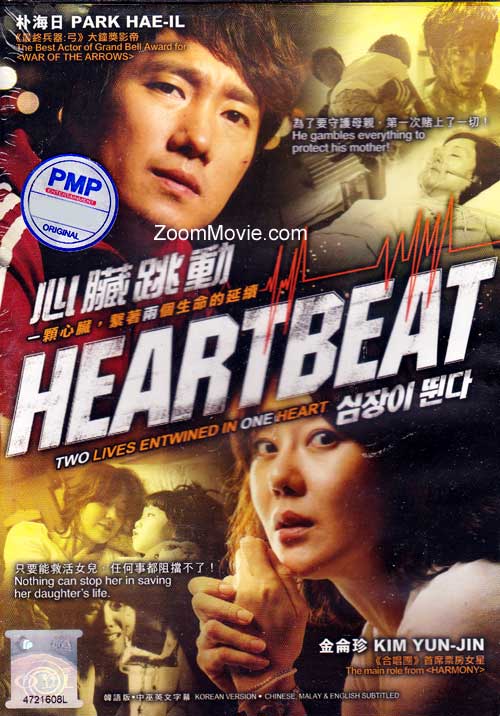 朴海日 PARK HAE-IL
《最終兵器:弓》大鐘獎影帝
The Best Actor of Grand Bell Award for
<WAR OF THE ARROWS>
為了要守護母親，第一次賭上了一切！
He gambles everything to
protect his mother!
PMP
ENTERTAINMENT
ORIGINAL
ZoomMovie.com
心臟跳動
一顆心臟，繫著兩個生命的延續
HEARTBEAT
TWO LIVES ENTWINED IN ONE HEART
심장이 뛴다
只要能救活女兒，任何事都阻擋不了！
Nothing can stop her in saving
her daughter's life.
金侖珍 KIM YUN-JIN
《合唱團》首席票房女星
The main role from <HARMONY>
4721608L
韓語版 • 中巫英文字幕 KOREAN VERSION • CHINESE, MALAY & ENGLISH SUBTITLED